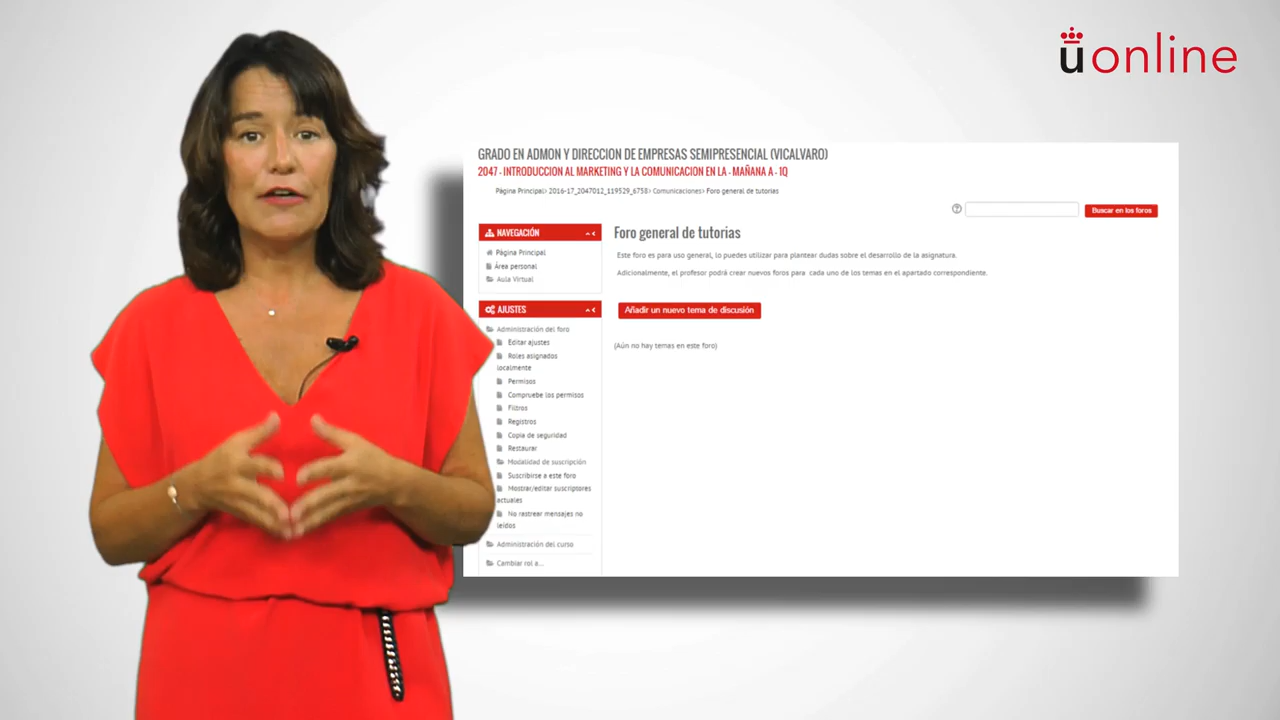 uonline
GRADO EN ADMON Y DIRECCION DE EMPRESAS SEMIPRESENCIAL (VICALVARO)
2047 - INTRODUCCION AL MARKETING Y LA COMUNICACION EN LA - MAÑANA A - 1Q
Página Principal› 2016-17_2047012_119529_6758› Comunicaciones› Foro general de tutorias
Buscar en los foros
NAVEGACIÓN
Página Principal
Área personal
Aula Virtual
AJUSTES
Administración del foro
Editar ajustes
Roles asignados
localmente
Permisos
Compruebe los permisos
Filtros
Registros
Copia de seguridad
Restaurar
Modalidad de suscripción
Suscribirse a este foro
Mostrar/editar suscriptores
actuales
No rastrear mensajes no
leídos
Administración del curso
Cambiar rol a...
Foro general de tutorias
Este foro es para uso general, lo puedes utilizar para plantear dudas sobre el desarrollo de la asignatura.
Adicionalmente, el profesor podrá crear nuevos foros para cada uno de los temas en el apartado correspondiente.
Añadir un nuevo tema de discusión
(Aún no hay temas en este foro)